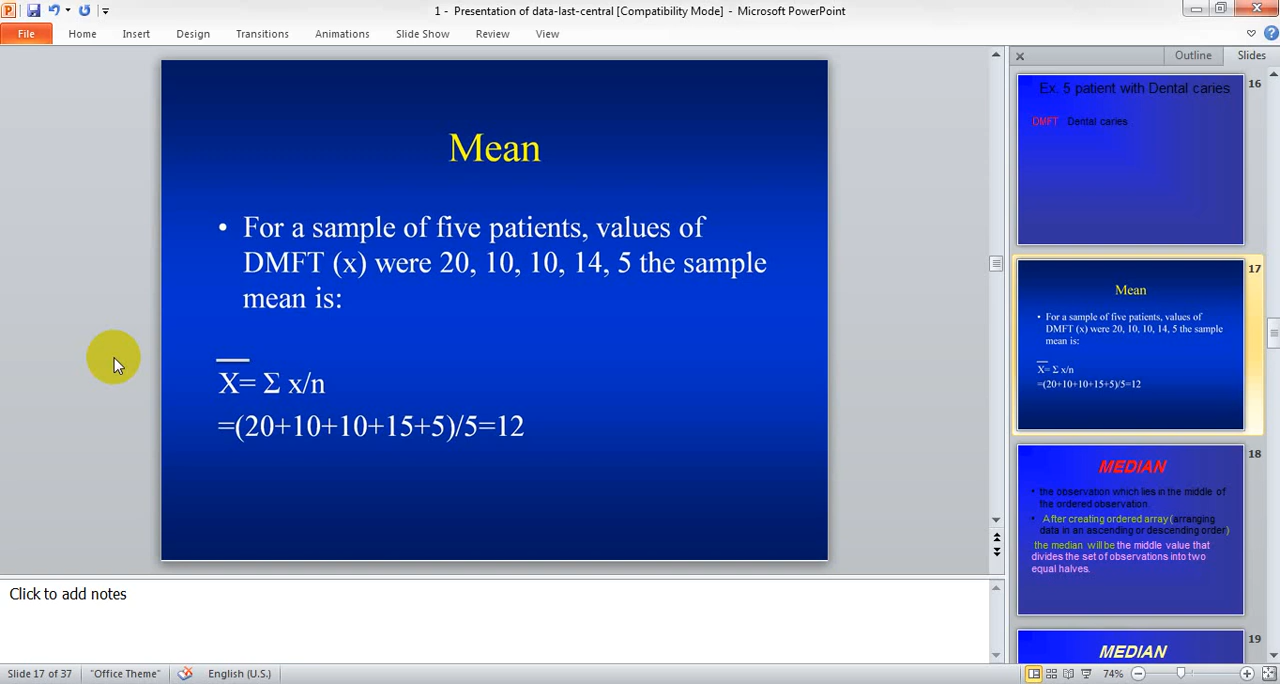 1 - Presentation of data-last-central [Compatibility Mode] - Microsoft PowerPoint
File Home Insert Design Transitions Animations Slide Show Review View
Mean
• For a sample of five patients, values of
DMFT (x) were 20, 10, 10, 14, 5 the sample
mean is:
X= Σ x/n
=(20+10+10+15+5)/5=12
Click to add notes
Outline Slides
16
Ex. 5 patient with Dental caries
DMFT Dental caries
17
Mean
• For a sample of five patients, values of
DMFT (x) were 20, 10, 10, 14, 5 the sample
mean is:
X= Σ x/n
=(20+10+10+15+5)/5=12
18
MEDIAN
• the observation which lies in the middle of
the ordered observation.
• After creating ordered array (arranging
data in an ascending or descending order)
the median will be the middle value that
divides the set of observations into two
equal halves.
19
MEDIAN
Slide 17 of 37 "Office Theme" English (U.S.) 74%